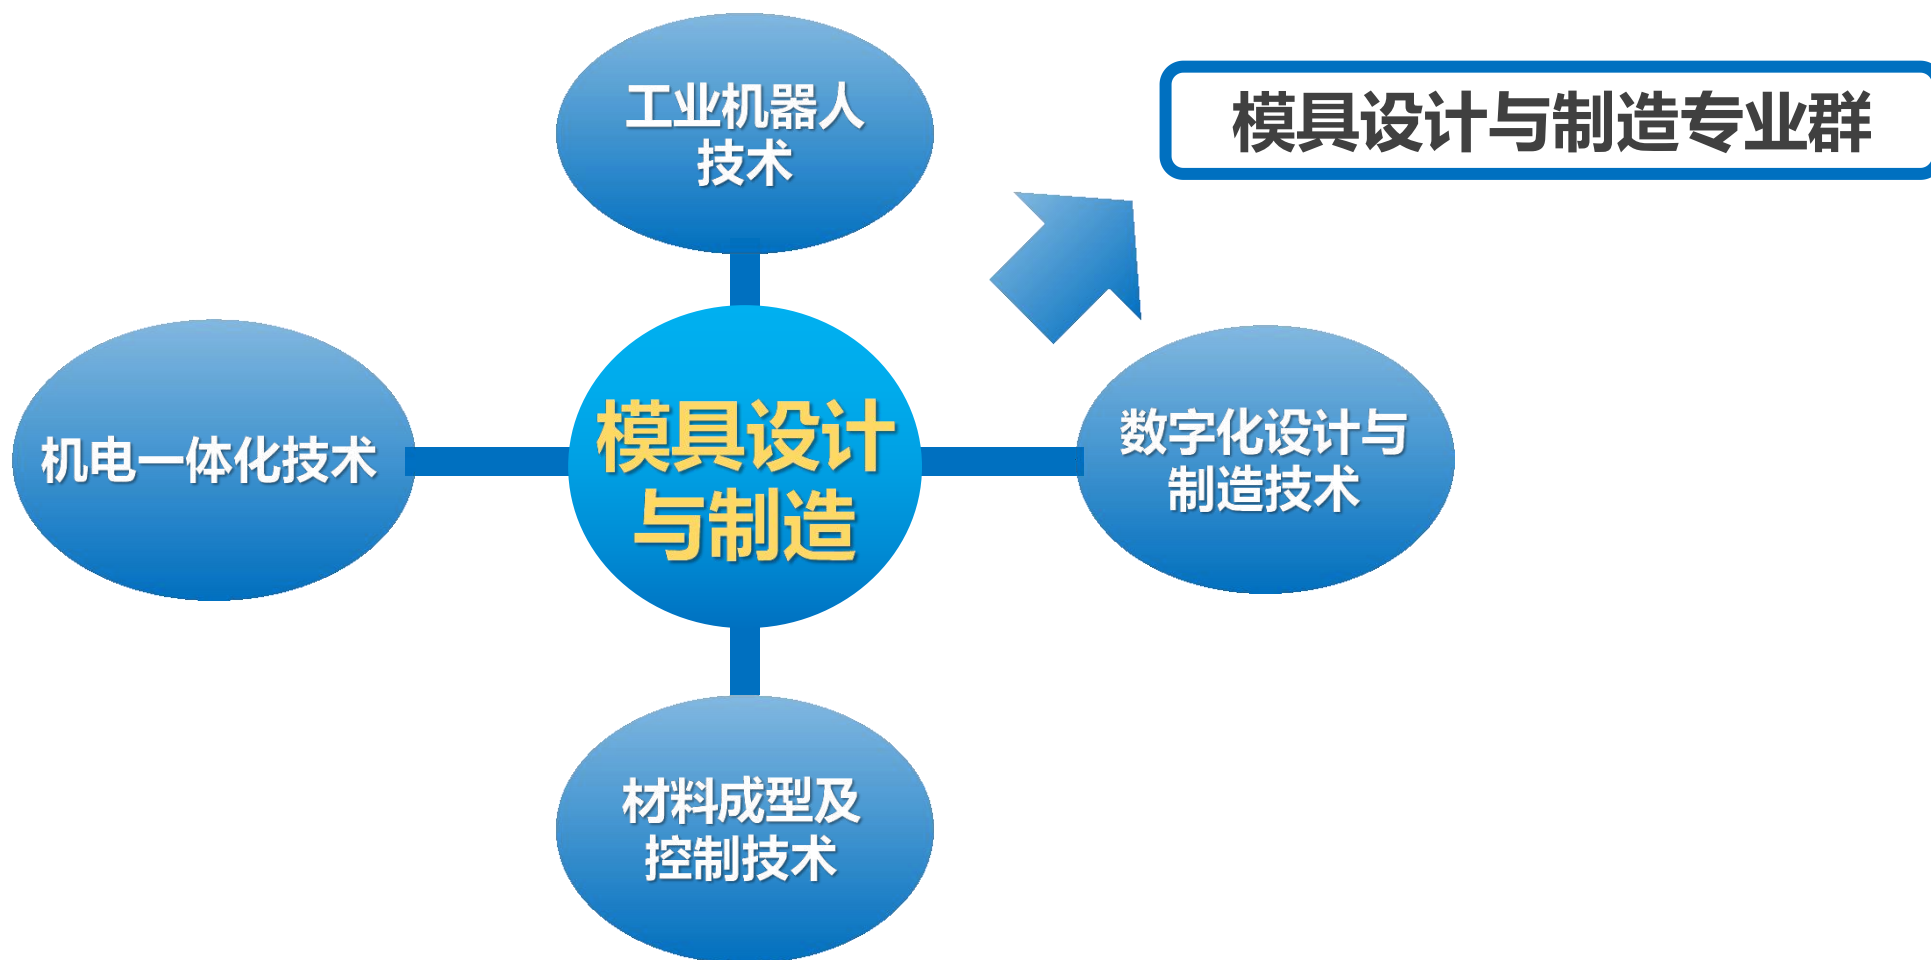 工业机器人
技术
模具设计与制造专业群
机电一体化技术
模具设计
与制造
数字化设计与
制造技术
材料成型及
控制技术